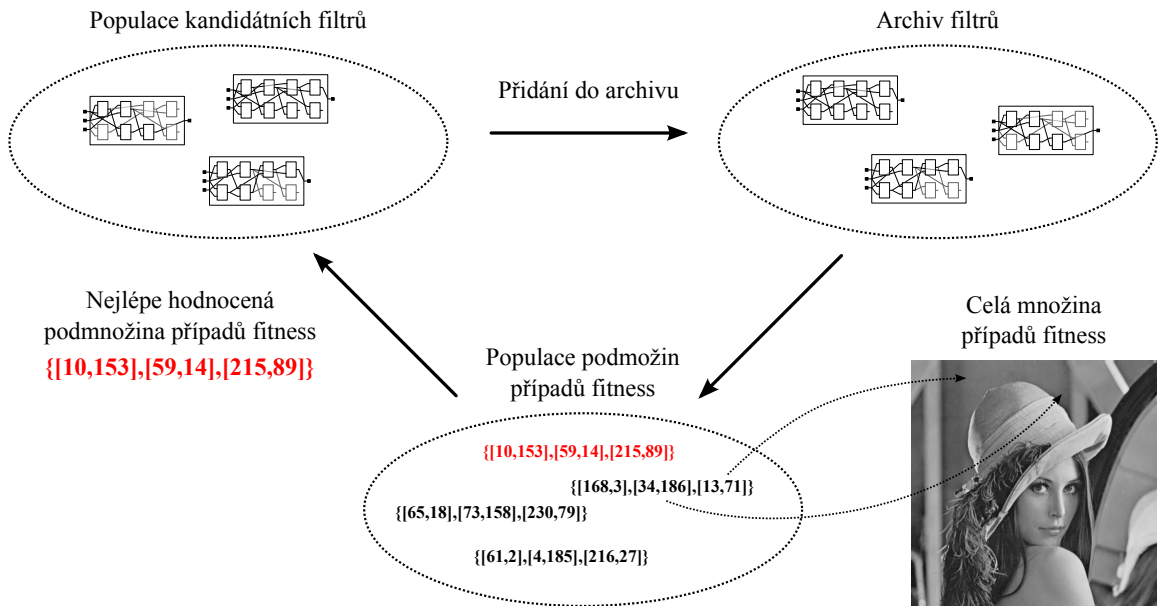 Populace kandidátních filtrů
Archiv filtrů
Přidání do archivu
Nejlépe hodnocená
podmnožina případů fitness
{[10,153],[59,14],[215,89]}
Celá množina
případů fitness
Populace podmožin
případů fitness
{[10,153],[59,14],[215,89]}
{[168,3],[34,186],[13,71]}
{[65,18],[73,158],[230,79]}
{[61,2],[4,185],[216,27]}